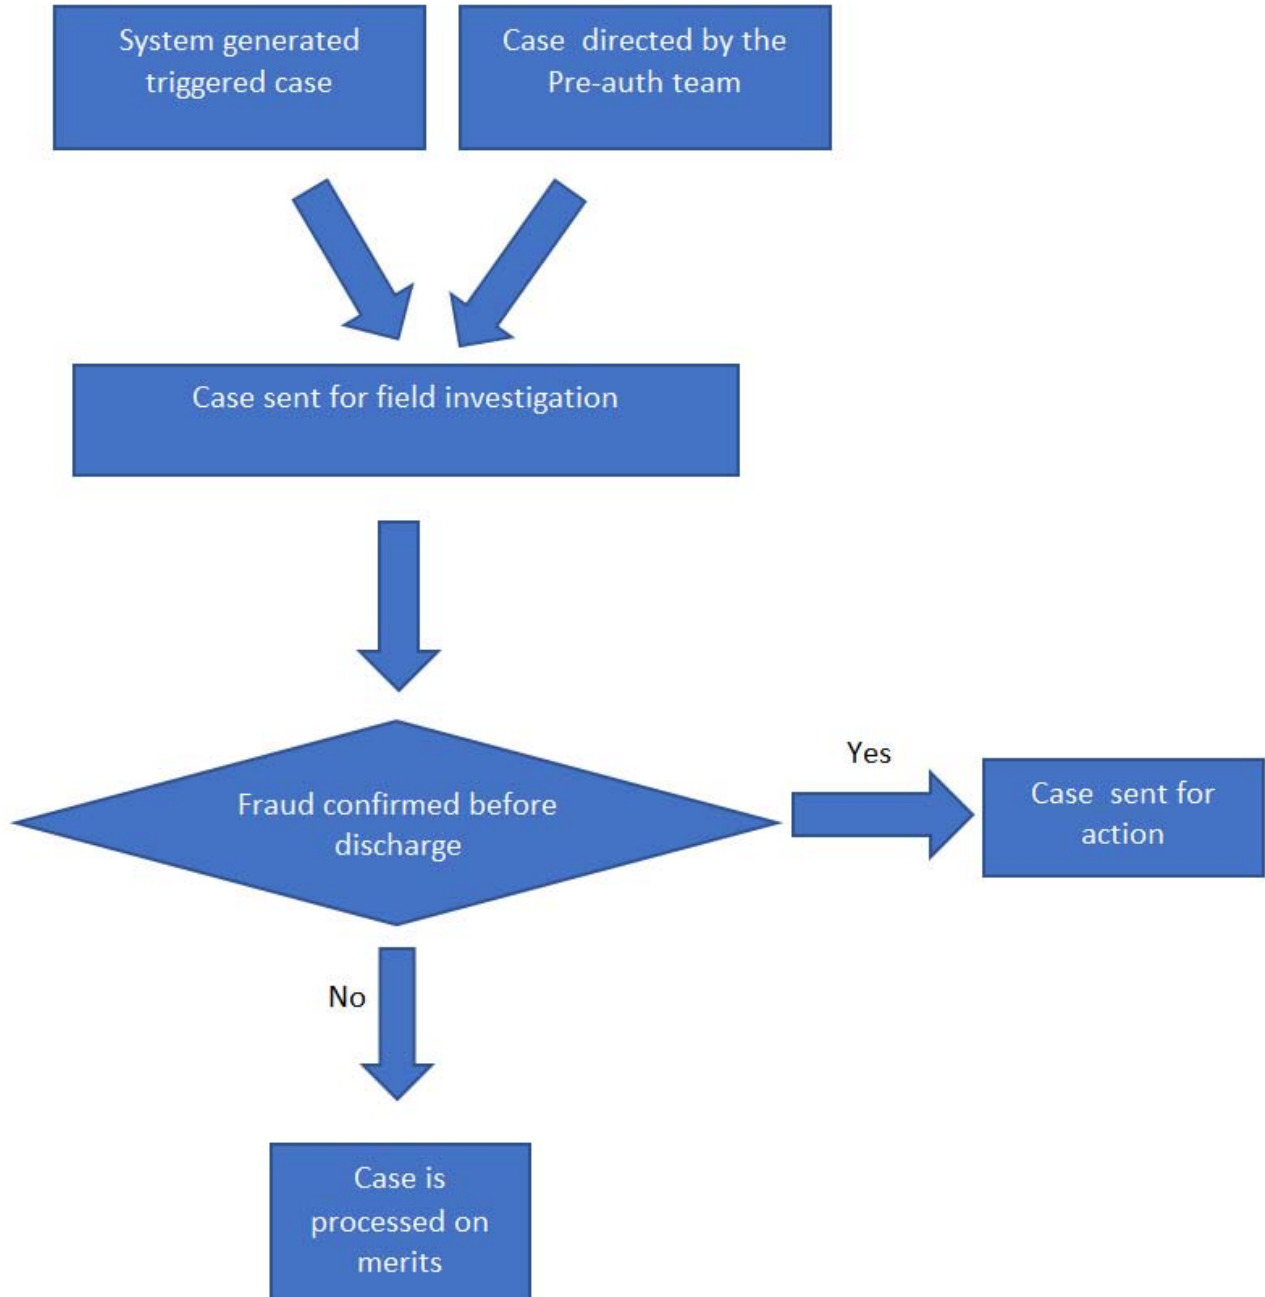 System generated
triggered case
Case  directed by the
Pre-auth team
Case sent for field investigation
Fraud confirmed before
discharge
Yes
Case  sent for
action
No
Case is
processed on
merits